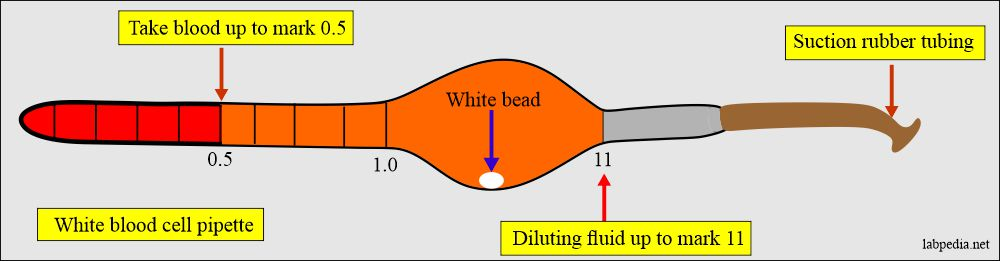 Take blood up to mark 0.5
Suction rubber tubing
White bead
0.5
1.0
11
White blood cell pipette
Diluting fluid up to mark 11
labpedia.net